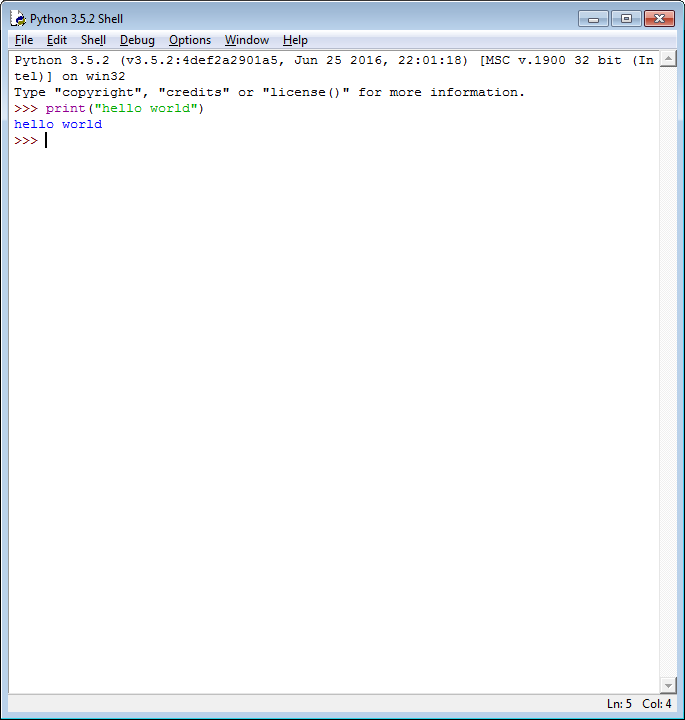 Python 3.5.2 Shell
File Edit Shell Debug Options Window Help
Python 3.5.2 (v3.5.2:4def2a2901a5, Jun 25 2016, 22:01:18) [MSC v.1900 32 bit (In
tel)] on win32
Type "copyright", "credits" or "license()" for more information.
>>> print("hello world")
hello world
>>>
Ln: 5 Col: 4